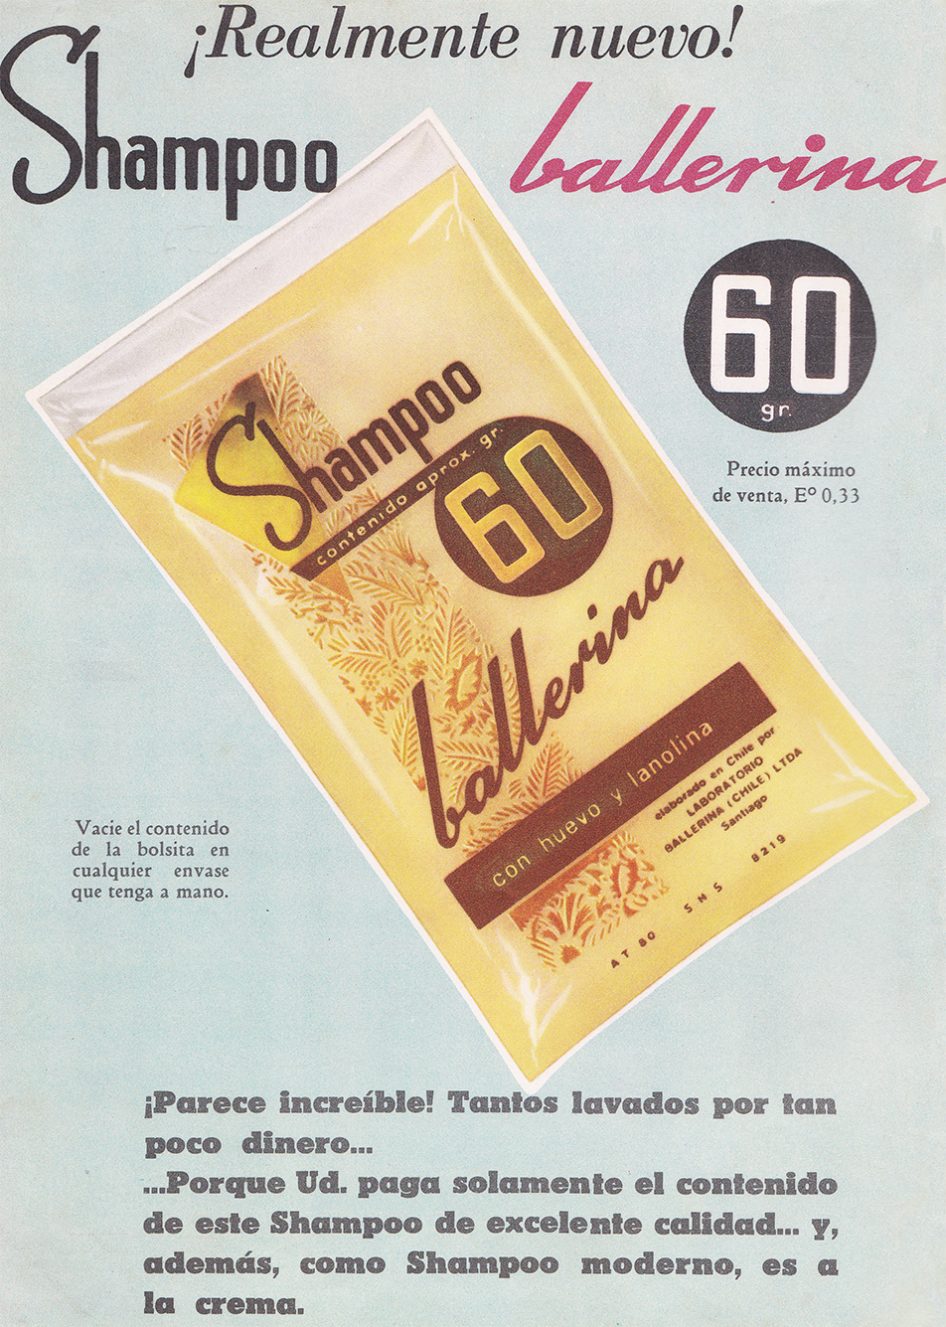 ¡Realmente nuevo!
Shampoo ballerina
60
gr.
Precio máximo
de venta, Eº 0,33
Shampoo
contenido aprox. gr.
60
ballerina
con huevo y lanolina
elaborado en Chile por
LABORATORIO
BALLERINA (CHILE) LTDA
Santiago
AT 80 SNS 8219
Vacie el contenido
de la bolsita en
cualquier envase
que tenga a mano.
¡Parece increíble! Tantos lavados por tan
poco dinero...
...Porque Ud. paga solamente el contenido
de este Shampoo de excelente calidad... y,
además, como Shampoo moderno, es a
la crema.